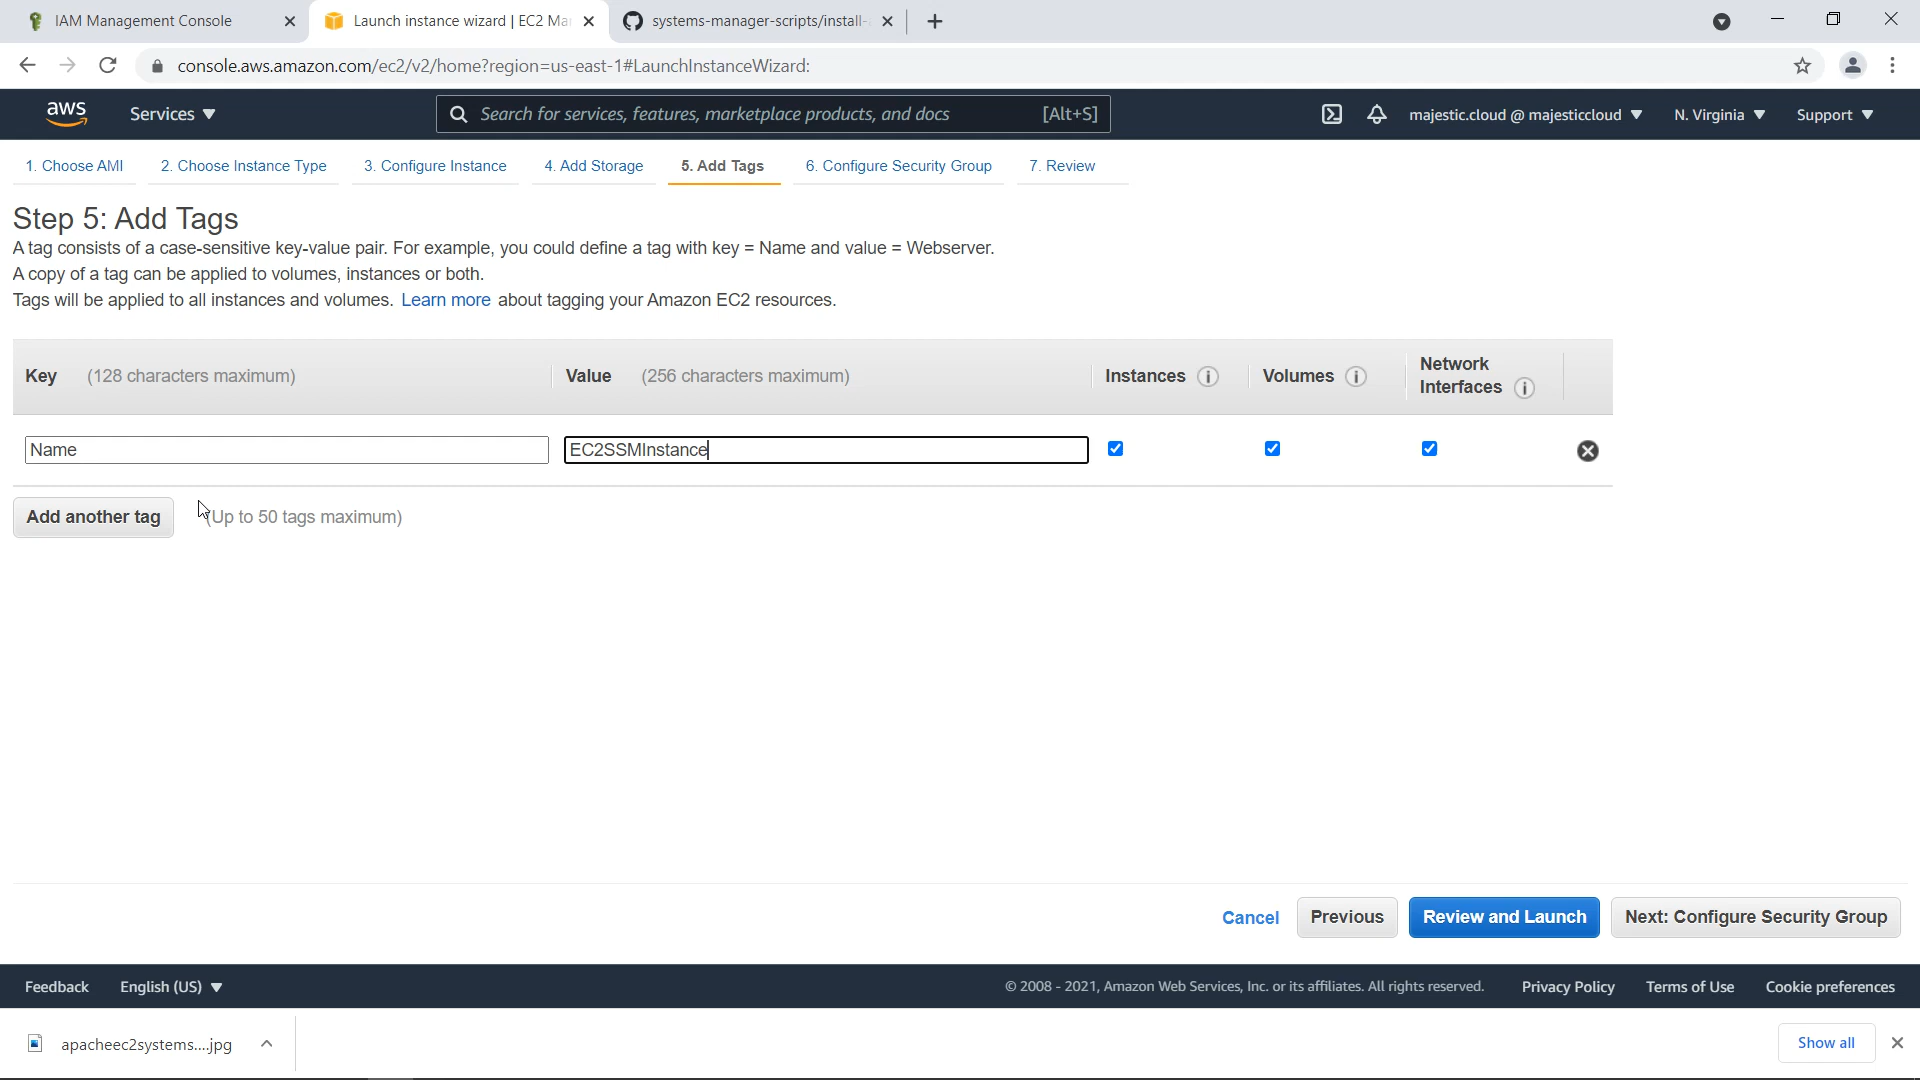 IAM Management Console
Launch instance wizard | EC2 Ma
systems-manager-scripts/install-
console.aws.amazon.com/ec2/v2/home?region=us-east-1#LaunchInstanceWizard:
aws
Services
Search for services, features, marketplace products, and docs
[Alt+S]
majestic.cloud @ majesticcloud
N. Virginia
Support
1. Choose AMI
2. Choose Instance Type
3. Configure Instance
4. Add Storage
5. Add Tags
6. Configure Security Group
7. Review
Step 5: Add Tags
A tag consists of a case-sensitive key-value pair. For example, you could define a tag with key = Name and value = Webserver.
A copy of a tag can be applied to volumes, instances or both.
Tags will be applied to all instances and volumes. Learn more about tagging your Amazon EC2 resources.
Key (128 characters maximum)
Value (256 characters maximum)
Instances
Volumes
Network
Interfaces
Name
EC2SSMInstance
Add another tag
(Up to 50 tags maximum)
Cancel
Previous
Review and Launch
Next: Configure Security Group
Feedback
English (US)
© 2008 - 2021, Amazon Web Services, Inc. or its affiliates. All rights reserved.
Privacy Policy
Terms of Use
Cookie preferences
apacheec2systems....jpg
Show all